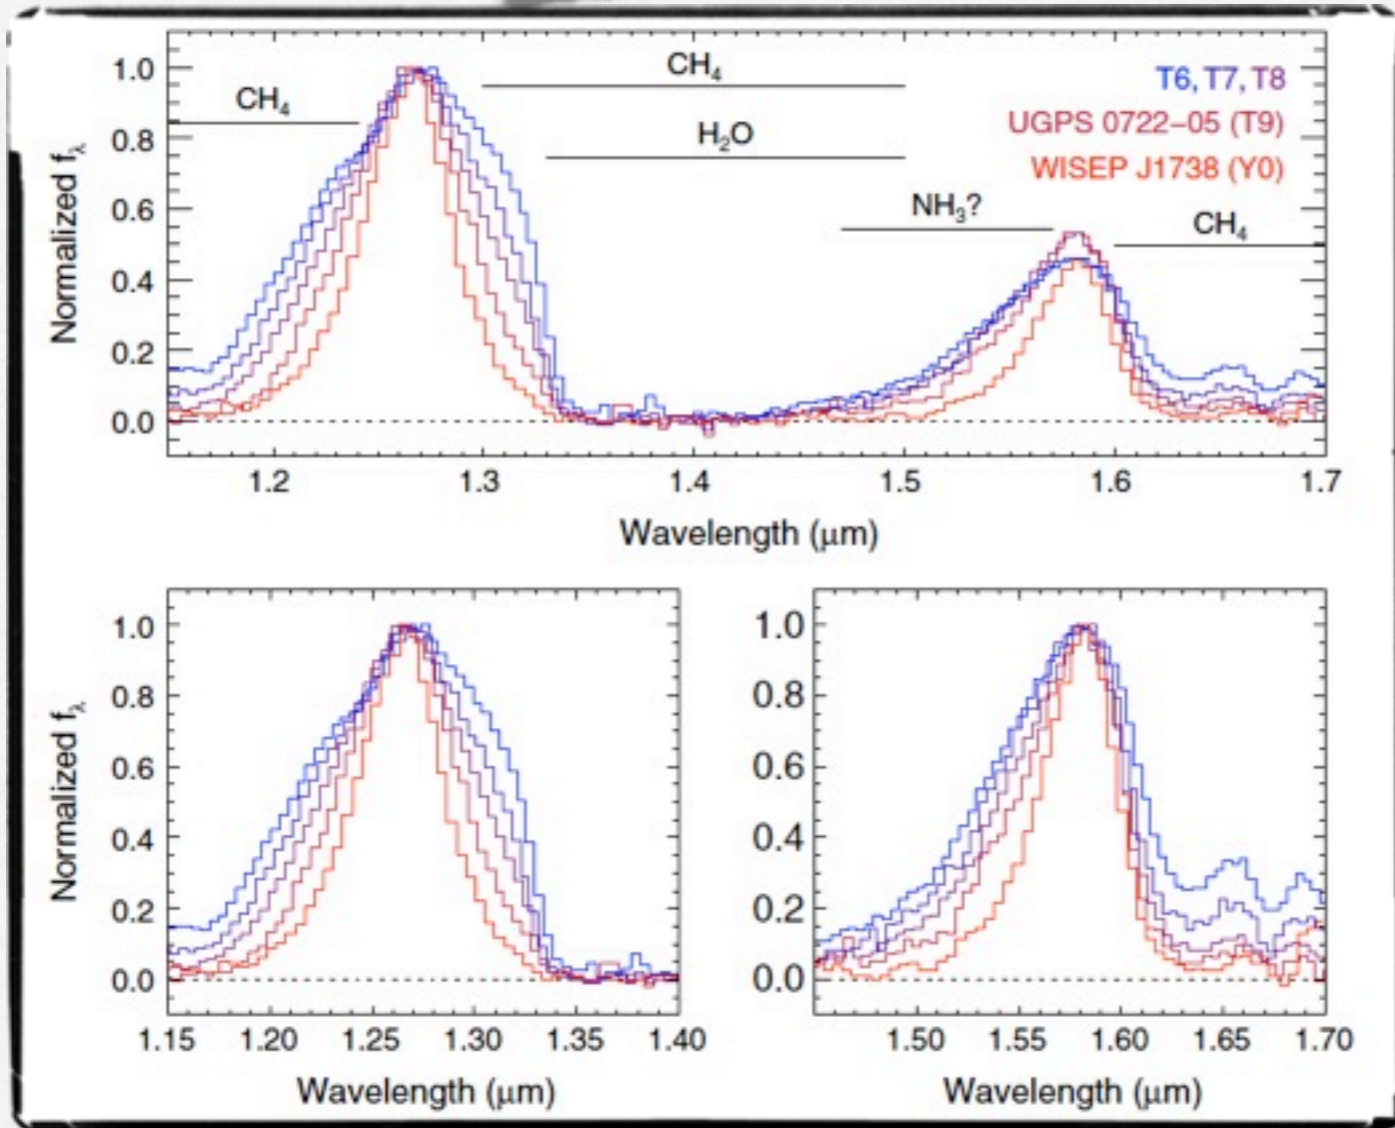 CH₄
CH₄
H₂O
NH₃?
CH₄
T6, T7, T8
UGPS 0722–05 (T9)
WISEP J1738 (Y0)
Normalized fλ
1.0
0.8
0.6
0.4
0.2
0.0
1.2 1.3 1.4 1.5 1.6 1.7
Wavelength (μm)
Normalized fλ
1.0
0.8
0.6
0.4
0.2
0.0
1.15 1.20 1.25 1.30 1.35 1.40
Wavelength (μm)
1.0
0.8
0.6
0.4
0.2
0.0
1.50 1.55 1.60 1.65 1.70
Wavelength (μm)